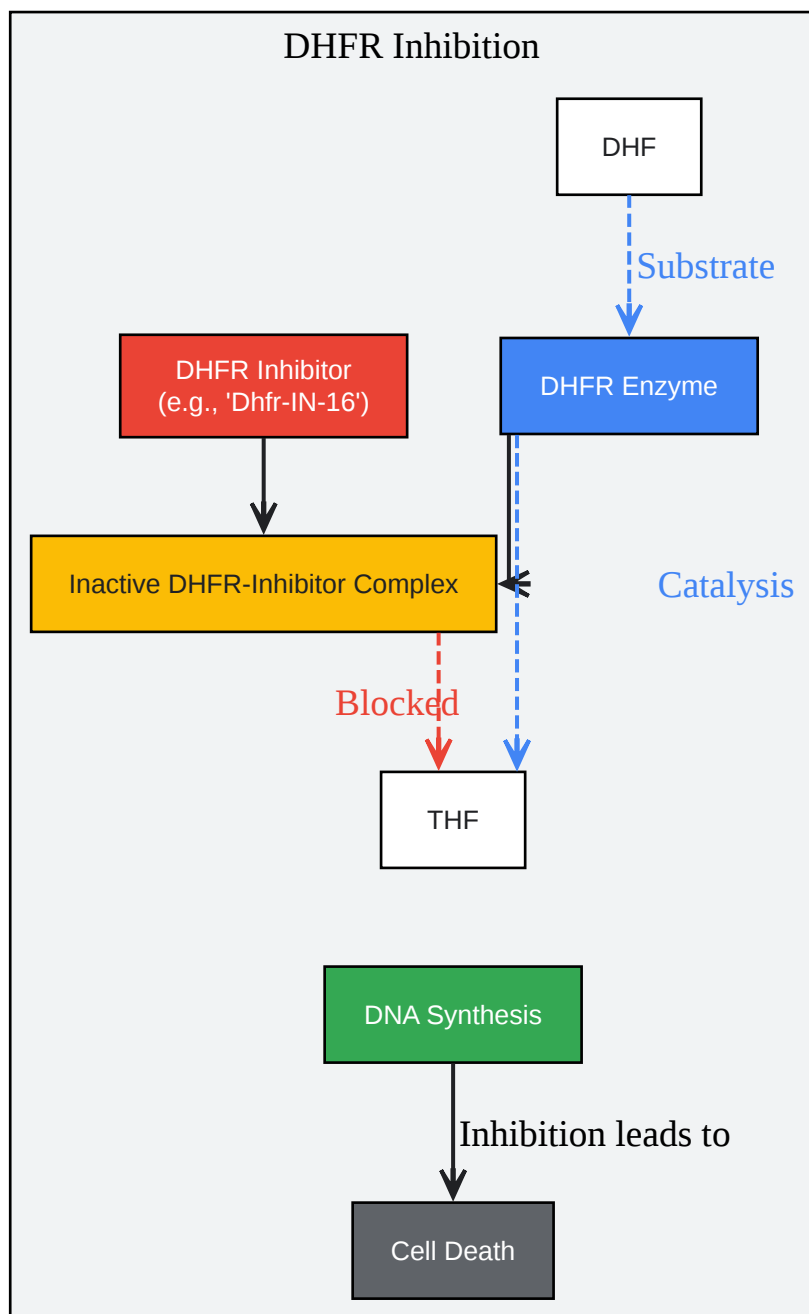 DHFR Inhibition
DHF
Substrate
DHFR Inhibitor
(e.g., 'Dhfr-IN-16')
DHFR Enzyme
Inactive DHFR-Inhibitor Complex
Catalysis
Blocked
THF
DNA Synthesis
Inhibition leads to
Cell Death